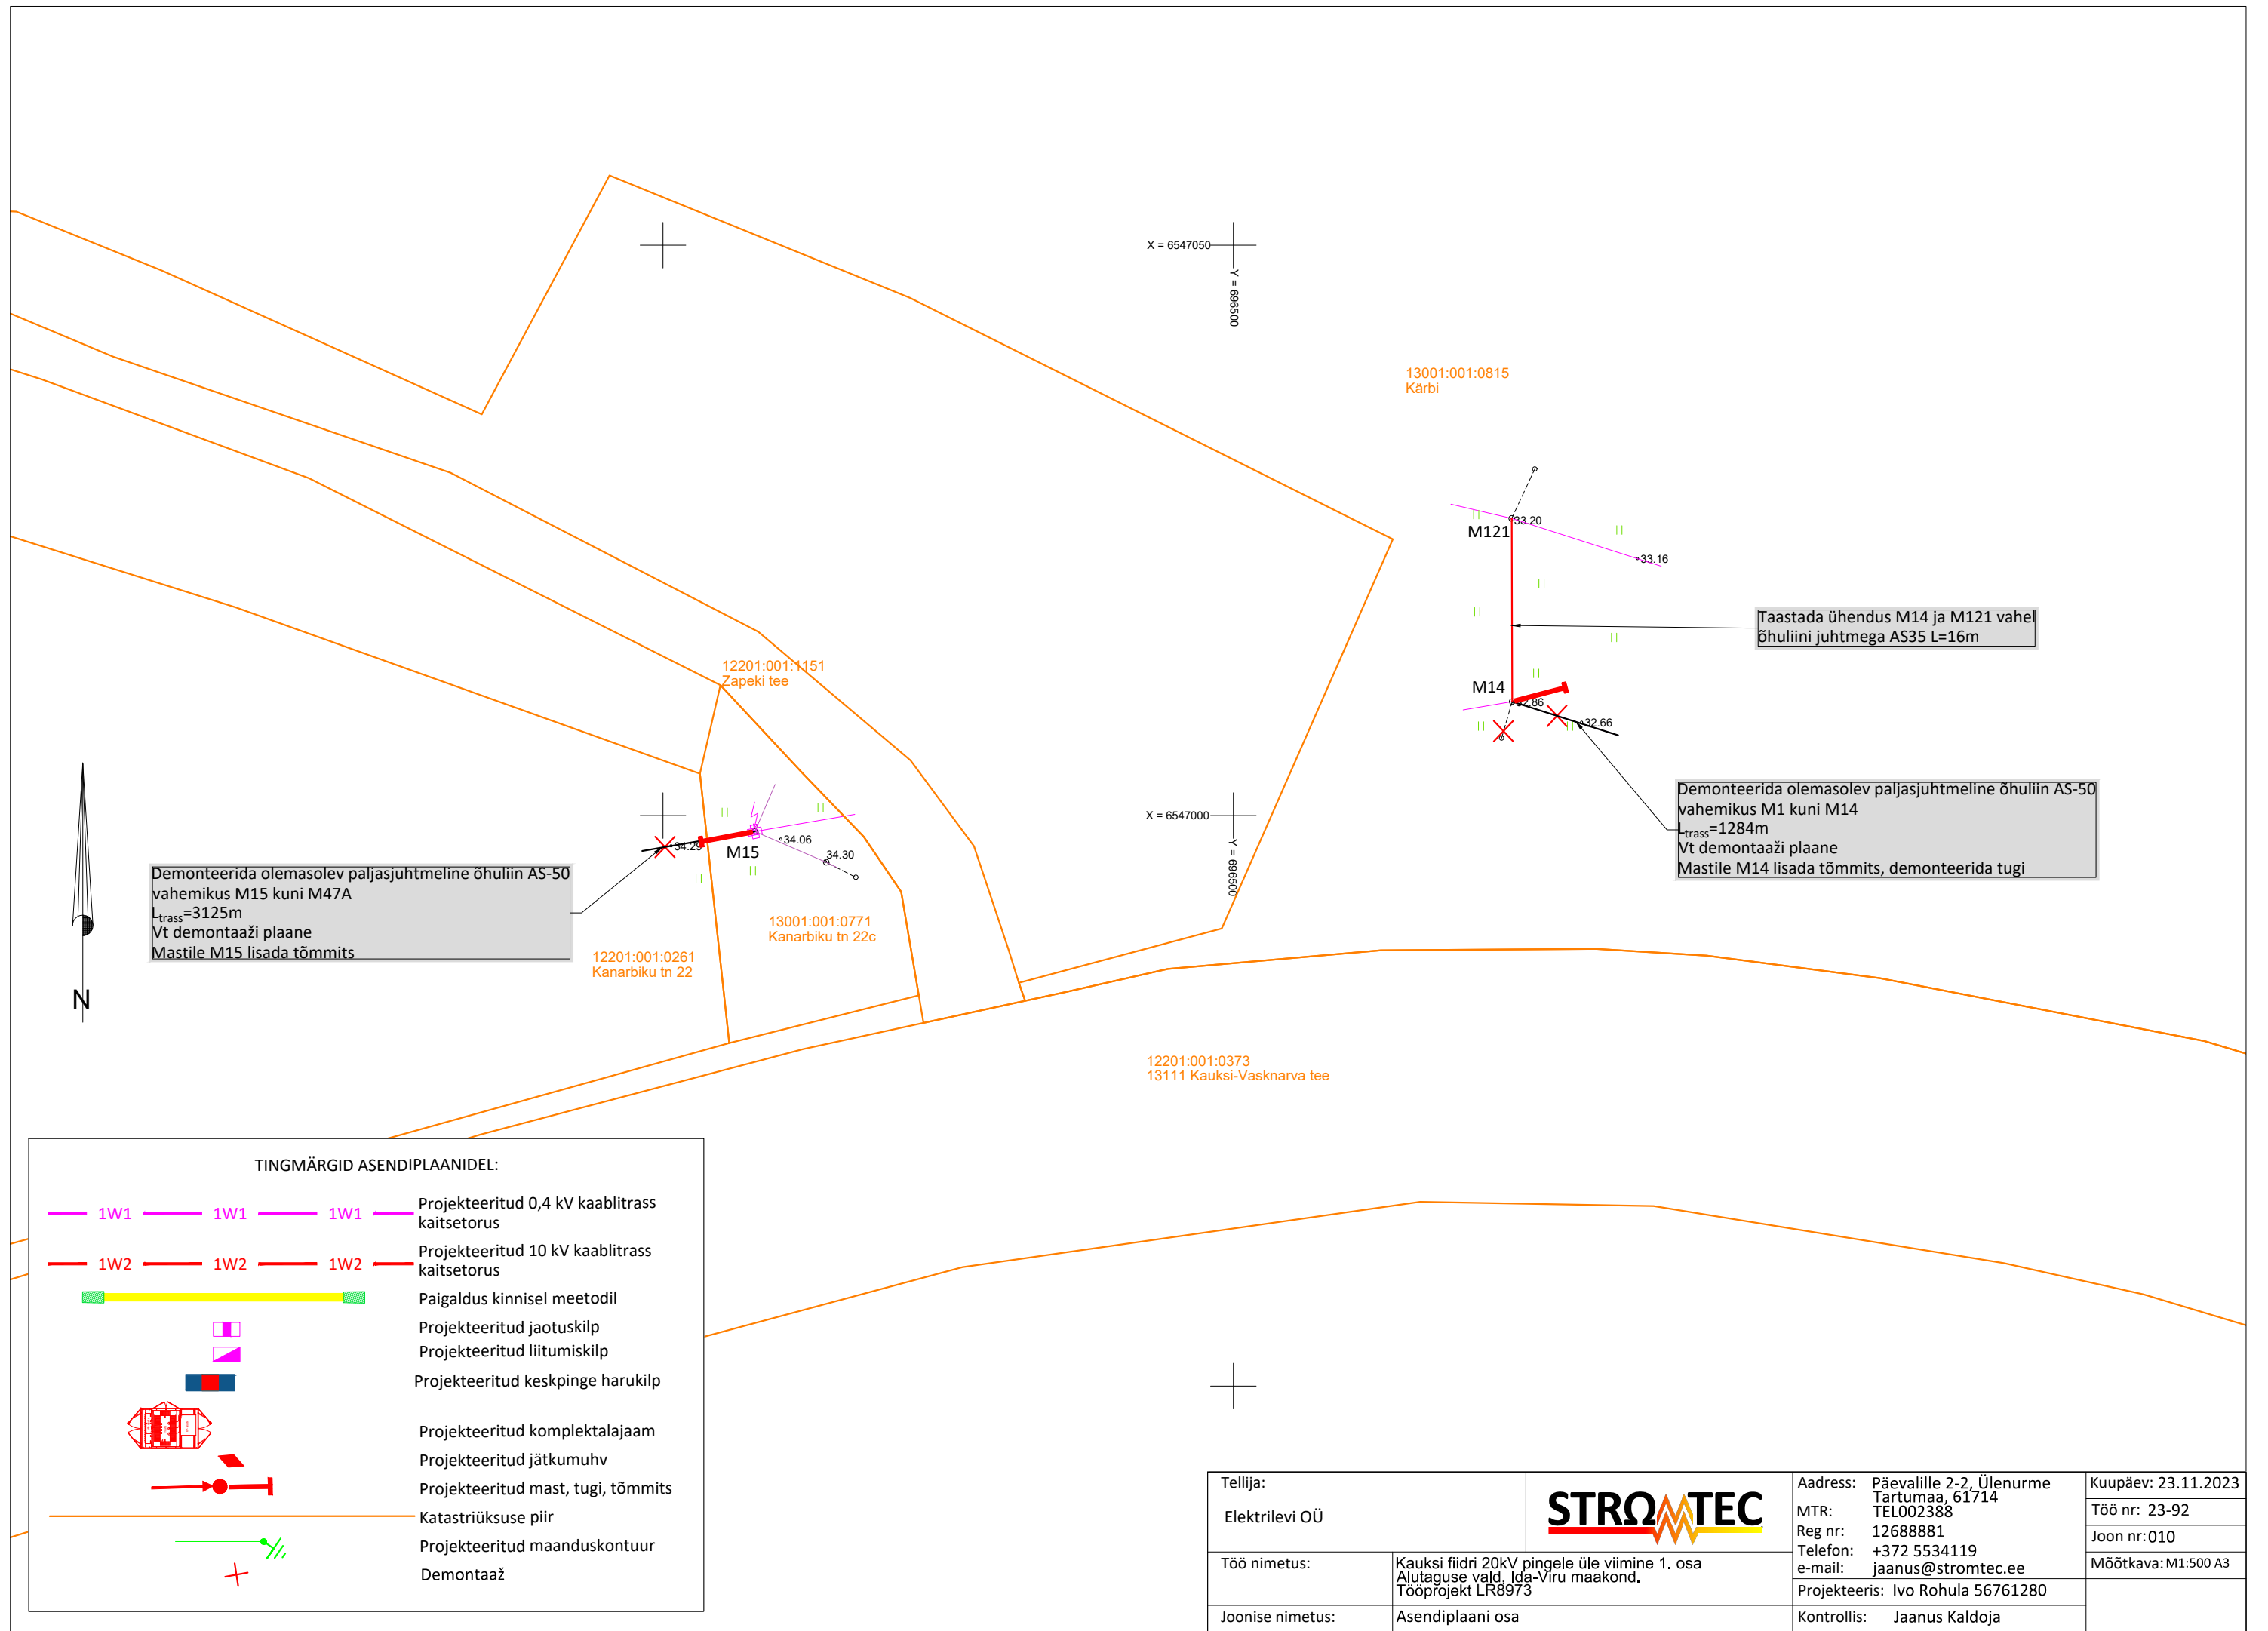 X = 6547050
Y = 696500
13001:001:0815
Kärbi
33.20
M121
33.16
Taastada ühendus M14 ja M121 vahel
õhuliini juhtmega AS35 L=16m
12201:001:1151
Zapeki tee
M14
32.86
32.66
Demonteerida olemasolev paljasjuhtmeline õhuliin AS-50
vahemikus M1 kuni M14
Ltrass=1284m
Vt demontaaži plaane
Mastile M14 lisada tõmmits, demonteerida tugi
X = 6547000
Y = 696500
34.29
M15
34.06
34.30
Demonteerida olemasolev paljasjuhtmeline õhuliin AS-50
vahemikus M15 kuni M47A
Ltrass=3125m
Vt demontaaži plaane
Mastile M15 lisada tõmmits
13001:001:0771
Kanarbiku tn 22c
12201:001:0261
Kanarbiku tn 22
N
12201:001:0373
13111 Kauksi-Vasknarva tee
TINGMÄRGID ASENDIPLAANIDEL:
1W1 1W1 1W1 Projekteeritud 0,4 kV kaablitrass
kaitsetorus
1W2 1W2 1W2 Projekteeritud 10 kV kaablitrass
kaitsetorus
Paigaldus kinnisel meetodil
Projekteeritud jaotuskilp
Projekteeritud liitumiskilp
Projekteeritud keskpinge harukilp
Projekteeritud komplektalajaam
Projekteeritud jätkumuhv
Projekteeritud mast, tugi, tõmmits
Katastriüksuse piir
Projekteeritud maanduskontuur
Demontaaž
Tellija:
Elektrilevi OÜ
STRΩMTEC
Aadress: Päevalille 2-2, Ülenurme
Tartumaa, 61714
MTR: TEL002388
Reg nr: 12688881
Telefon: +372 5534119
e-mail: jaanus@stromtec.ee
Kuupäev: 23.11.2023
Töö nr: 23-92
Joon nr: 010
Mõõtkava: M1:500 A3
Töö nimetus:
Kauksi fiidri 20kV pingele üle viimine 1. osa
Alutaguse vald, Ida-Viru maakond.
Tööprojekt LR8973
Projekteeris: Ivo Rohula 56761280
Joonise nimetus: Asendiplaani osa
Kontrollis: Jaanus Kaldoja